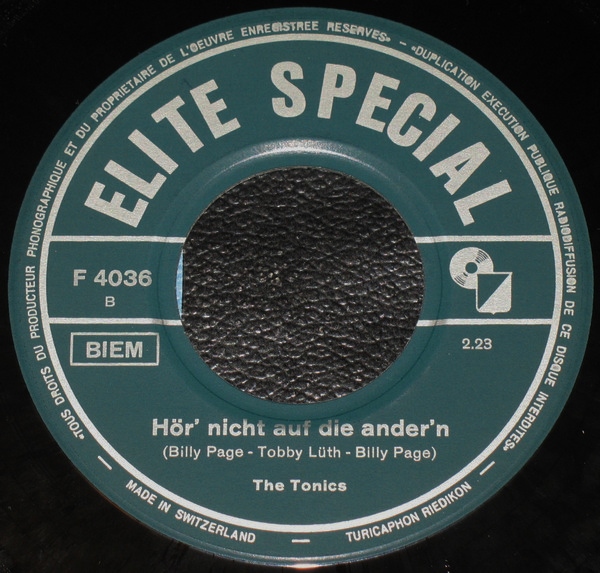 «TOUS DROITS DU PRODUCTEUR PHONOGRAPHIQUE ET DU PROPRIETAIRE DE L'OEUVRE ENREGISTREE RESERVES» – «DUPLICATION EXECUTION PUBLIQUE RADIODIFFUSION DE CE DISQUE INTERDITES»
ELITE SPECIAL
F 4036
B
BIEM
2.23
Hör' nicht auf die ander'n
(Billy Page - Tobby Lüth - Billy Page)
The Tonics
MADE IN SWITZERLAND – TURICAPHON RIEDIKON